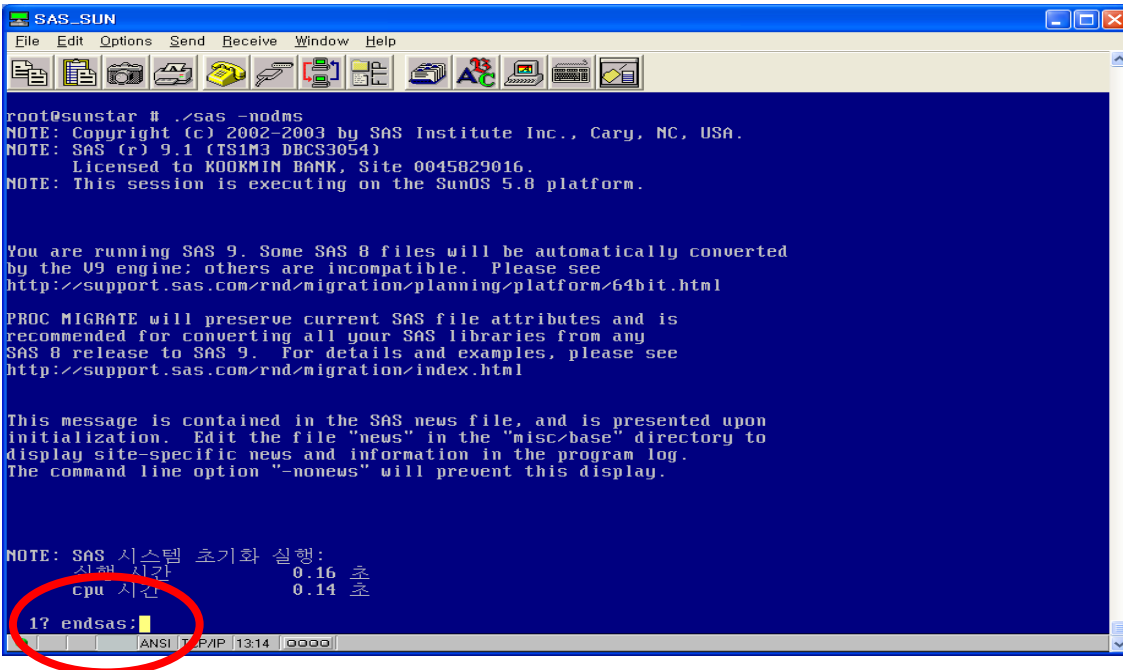 SAS_SUN
File Edit Options Send Receive Window Help
root@sunstar # ./sas -nodms
NOTE: Copyright (c) 2002-2003 by SAS Institute Inc., Cary, NC, USA.
NOTE: SAS (r) 9.1 (TS1M3 DBCS3054)
Licensed to KOOKMIN BANK, Site 0045829016.
NOTE: This session is executing on the SunOS 5.8 platform.
You are running SAS 9. Some SAS 8 files will be automatically converted
by the V9 engine; others are incompatible. Please see
http://support.sas.com/rnd/migration/planning/platform/64bit.html
PROC MIGRATE will preserve current SAS file attributes and is
recommended for converting all your SAS libraries from any
SAS 8 release to SAS 9. For details and examples, please see
http://support.sas.com/rnd/migration/index.html
This message is contained in the SAS news file, and is presented upon
initialization. Edit the file "news" in the "misc/base" directory to
display site-specific news and information in the program log.
The command line option "-nonews" will prevent this display.
NOTE: SAS 시스템 초기화 실행:
실행 시간 0.16 초
cpu 시간 0.14 초
1? endsas;
ANSI TCP/IP 13:14